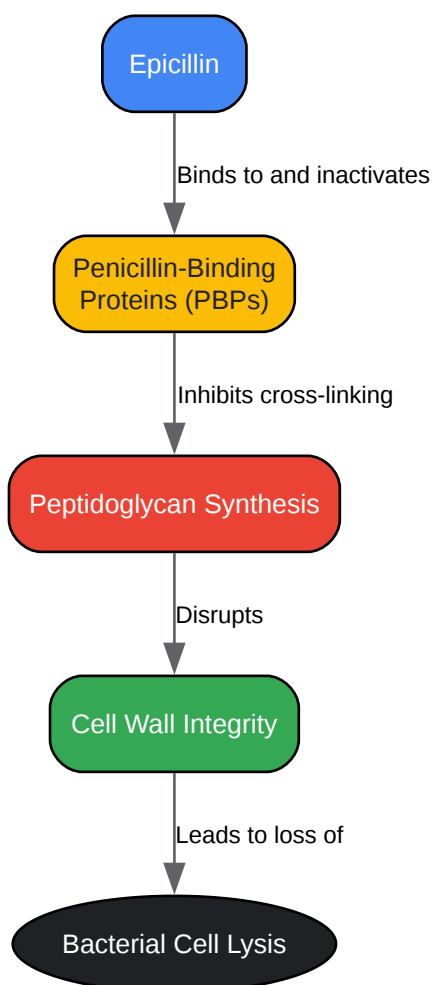 Epicillin
Binds to and inactivates
Penicillin-Binding
Proteins (PBPs)
Inhibits cross-linking
Peptidoglycan Synthesis
Disrupts
Cell Wall Integrity
Leads to loss of
Bacterial Cell Lysis